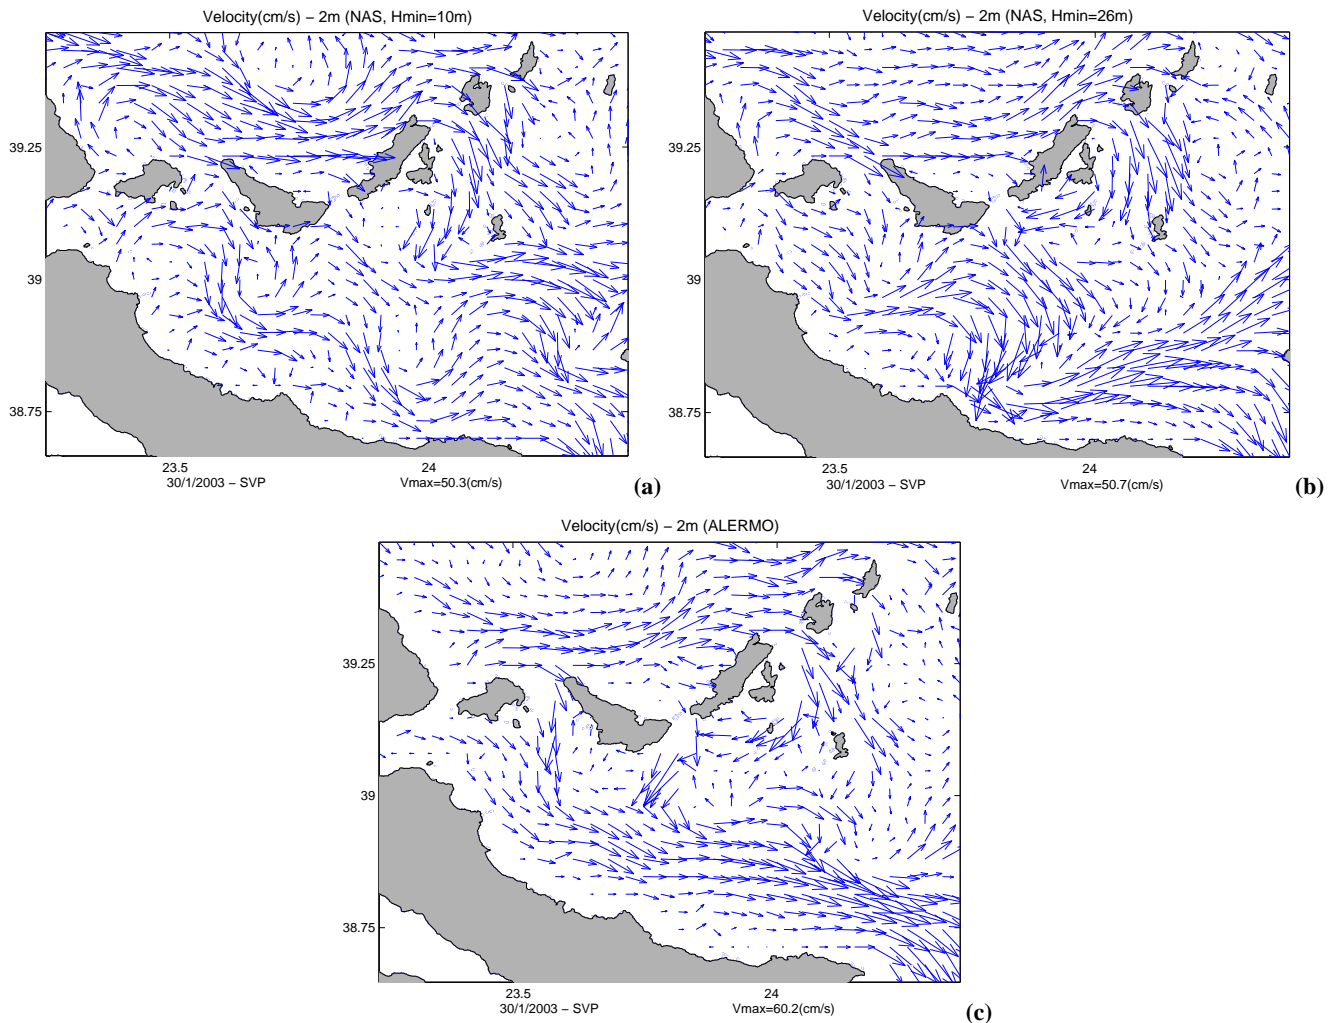 Velocity(cm/s) – 2m (NAS, Hmin=10m)
39.25
39
38.75
23.5
24
30/1/2003 – SVP
Vmax=50.3(cm/s)
(a)
Velocity(cm/s) – 2m (NAS, Hmin=26m)
39.25
39
38.75
23.5
24
30/1/2003 – SVP
Vmax=50.7(cm/s)
(b)
Velocity(cm/s) – 2m (ALERMO)
39.25
39
38.75
23.5
24
30/1/2003 – SVP
Vmax=60.2(cm/s)
(c)